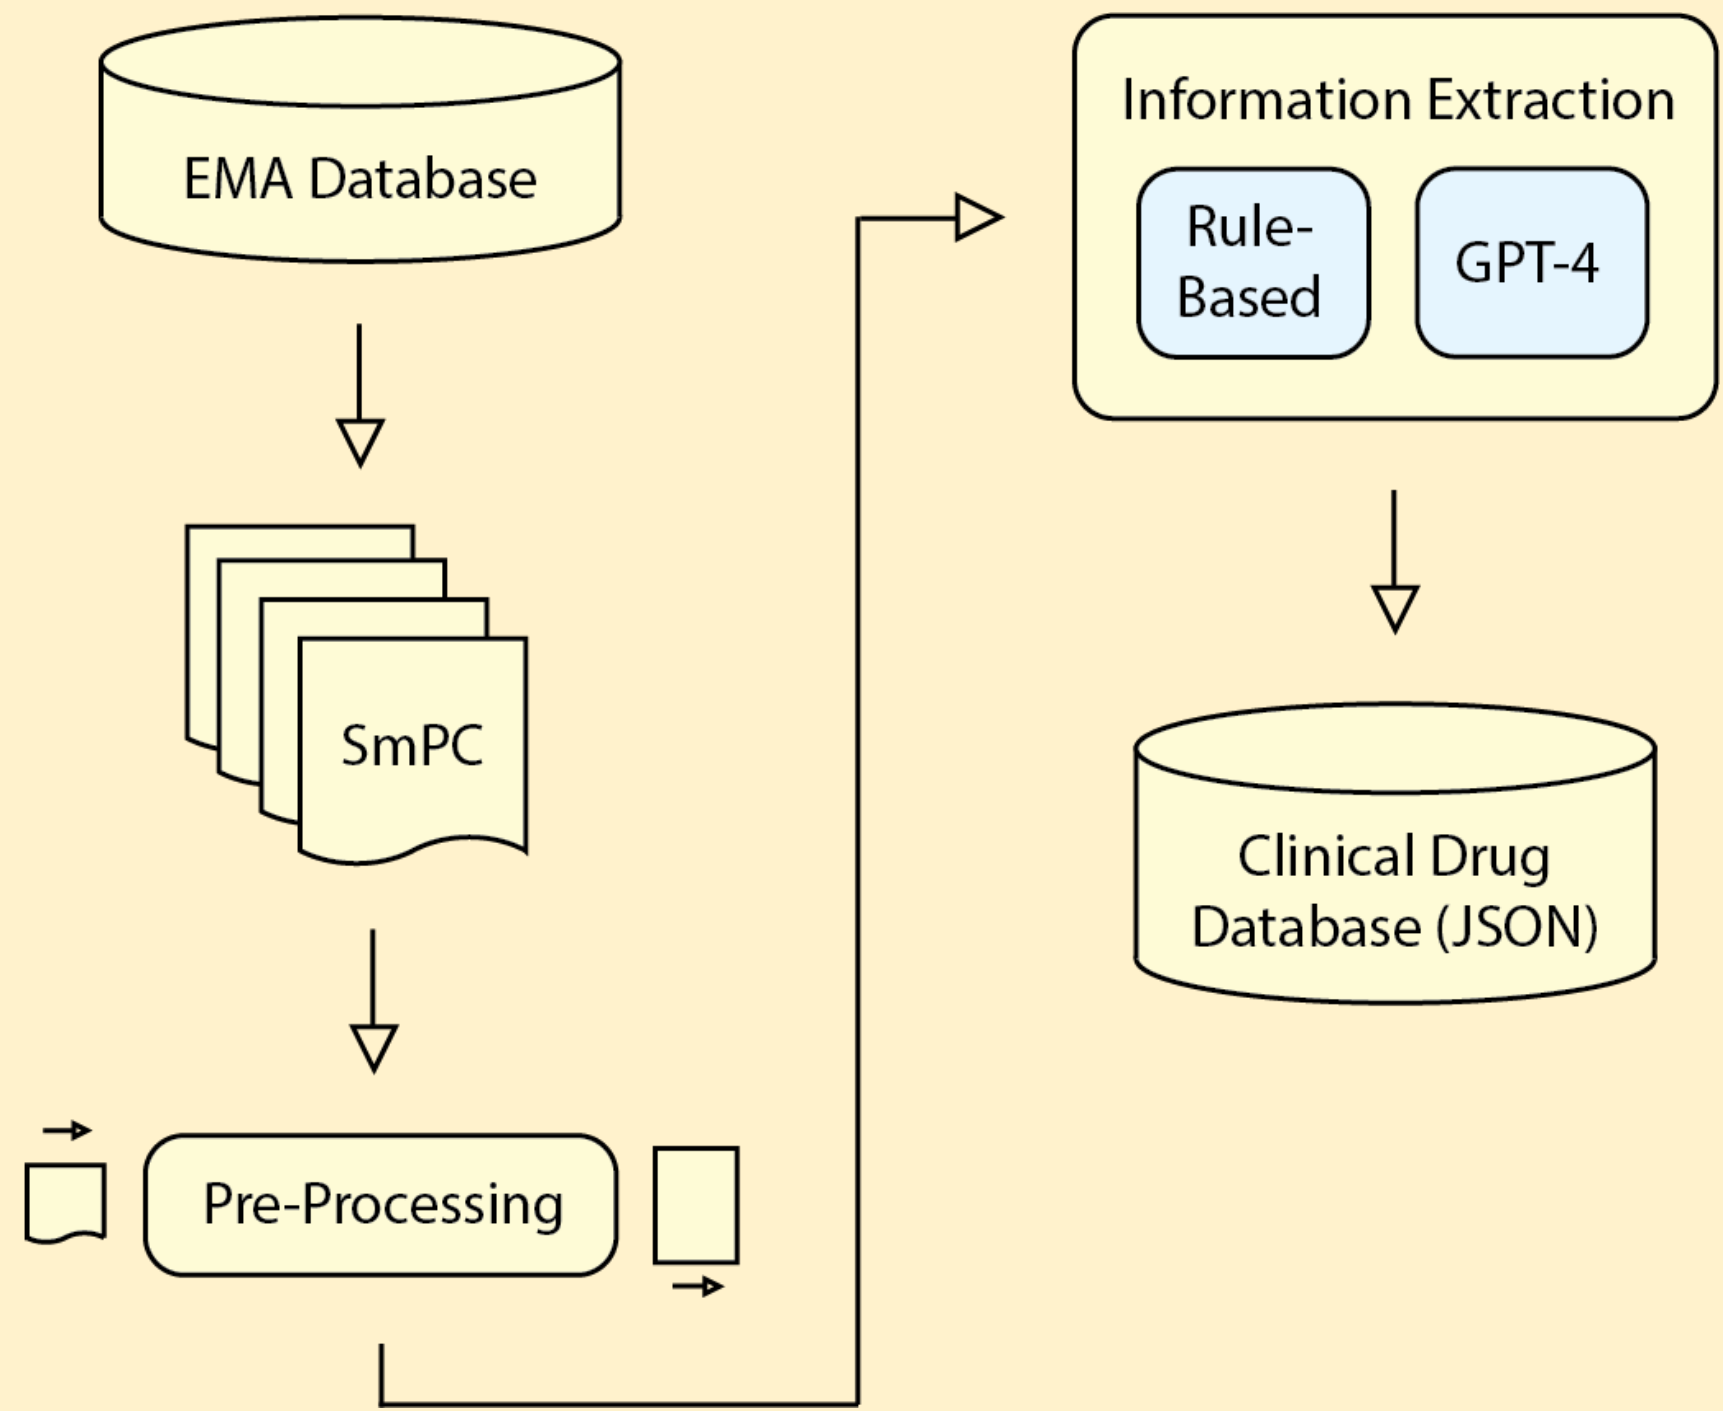 EMA Database
SmPC
Pre-Processing
Information Extraction
Rule-
Based
GPT-4
Clinical Drug
Database (JSON)